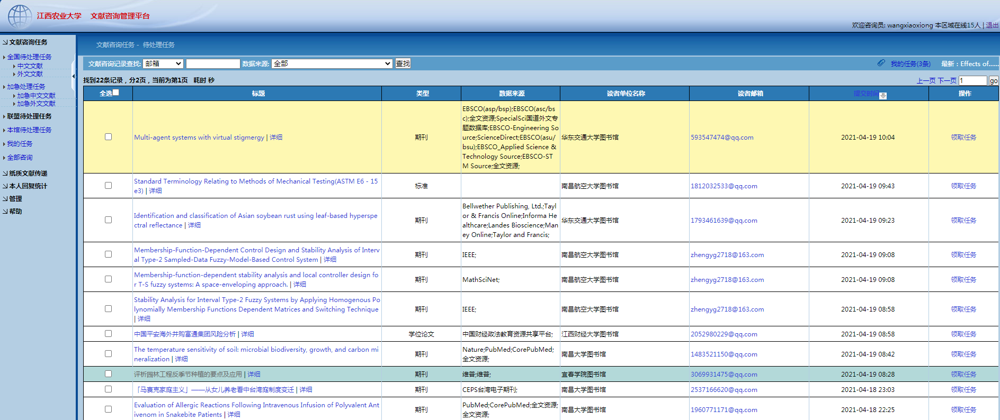 江西农业大学 文献咨询管理平台
欢迎咨询员: wangxiaoxiong 本区域在线15人 | 退出
文献咨询任务
全国待处理任务
中文文献
外文文献
加急处理任务
加急中文文献
加急外文文献
联盟待处理任务
本馆待处理任务
我的任务
全部咨询
纸质文献传递
本人回复统计
管理
帮助
文献咨询任务 - 待处理任务
文献咨询记录查找: 邮箱 数据来源: 全部 查找
我的任务(3条) 最新：Effects of......
找到22条记录，分2页，当前为第1页 耗时 秒
上一页 下一页 1 go
全选 标题 类型 数据来源 读者单位名称 读者邮箱 提交时间 操作
Multi-agent systems with virtual stigmergy | 详细
期刊
EBSCO(asp/bsp);EBSCO(asc/bs
c);全文资源;SpecialSci国道外文专
题数据库;EBSCO-Engineering So
urce;ScienceDirect;EBSCO(asu/
bsu);EBSCO_Applied Science &
Technology Source;EBSCO-ST
M Source;全文资源;
华东交通大学图书馆
593547474@qq.com
2021-04-19 10:04
领取任务
Standard Terminology Relating to Methods of Mechanical Testing(ASTM E6 - 15
e3) | 详细
标准
南昌航空大学图书馆
1812032533@qq.com
2021-04-19 09:43
领取任务
Identification and classification of Asian soybean rust using leaf-based hyperspe
ctral reflectance | 详细
期刊
Bellwether Publishing, Ltd.;Tayl
or & Francis Online;Informa He
althcare;Landes Bioscience;Man
ey Online;Taylor and Francis;
华东交通大学图书馆
1793461639@qq.com
2021-04-19 09:23
领取任务
Membership-Function-Dependent Control Design and Stability Analysis of Interv
al Type-2 Sampled-Data Fuzzy-Model-Based Control System | 详细
期刊
IEEE;
南昌航空大学图书馆
zhengyg2718@163.com
2021-04-19 09:08
领取任务
Membership-function-dependent stability analysis and local controller design fo
r T-S fuzzy systems: A space-enveloping approach. | 详细
期刊
MathSciNet;
南昌航空大学图书馆
zhengyg2718@163.com
2021-04-19 09:08
领取任务
Stability Analysis for Interval Type-2 Fuzzy Systems by Applying Homogenous Po
lynomially Membership Functions Dependent Matrices and Switching Technique
| 详细
期刊
IEEE;
南昌航空大学图书馆
zhengyg2718@163.com
2021-04-19 08:58
领取任务
中国平安海外并购富通集团风险分析 | 详细
学位论文
中国财经政法教育资源共享平台;
江西财经大学图书馆
2052980229@qq.com
2021-04-19 08:58
领取任务
The temperature sensitivity of soil: microbial biodiversity, growth, and carbon mi
neralization | 详细
期刊
Nature;PubMed;CorePubMed;
全文资源;
南昌大学图书馆
1483521150@qq.com
2021-04-19 08:42
领取任务
评析园林工程反季节种植的要点及应用 | 详细
期刊
维普;维普;
宜春学院图书馆
3069931475@qq.com
2021-04-19 08:28
领取任务
「马赛克家庭主义」——从女儿养老看中台湾庭制度变迁 | 详细
期刊
CEPS台湾电子期刊;
南昌大学图书馆
2537166620@qq.com
2021-04-18 23:03
领取任务
Evaluation of Allergic Reactions Following Intravenous Infusion of Polyvalent Ant
ivenom in Snakebite Patients | 详细
期刊
PubMed;CorePubMed;全文资源;
全文资源;
南昌大学图书馆
1960771171@qq.com
2021-04-18 22:25
领取任务